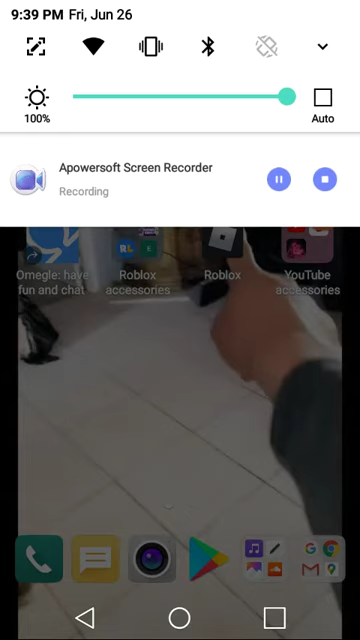 9:39 PM Fri, Jun 26
100%
Auto
Apowersoft Screen Recorder
Recording
Omegle: have fun and chat
Roblox accessories
Roblox
YouTube accessories